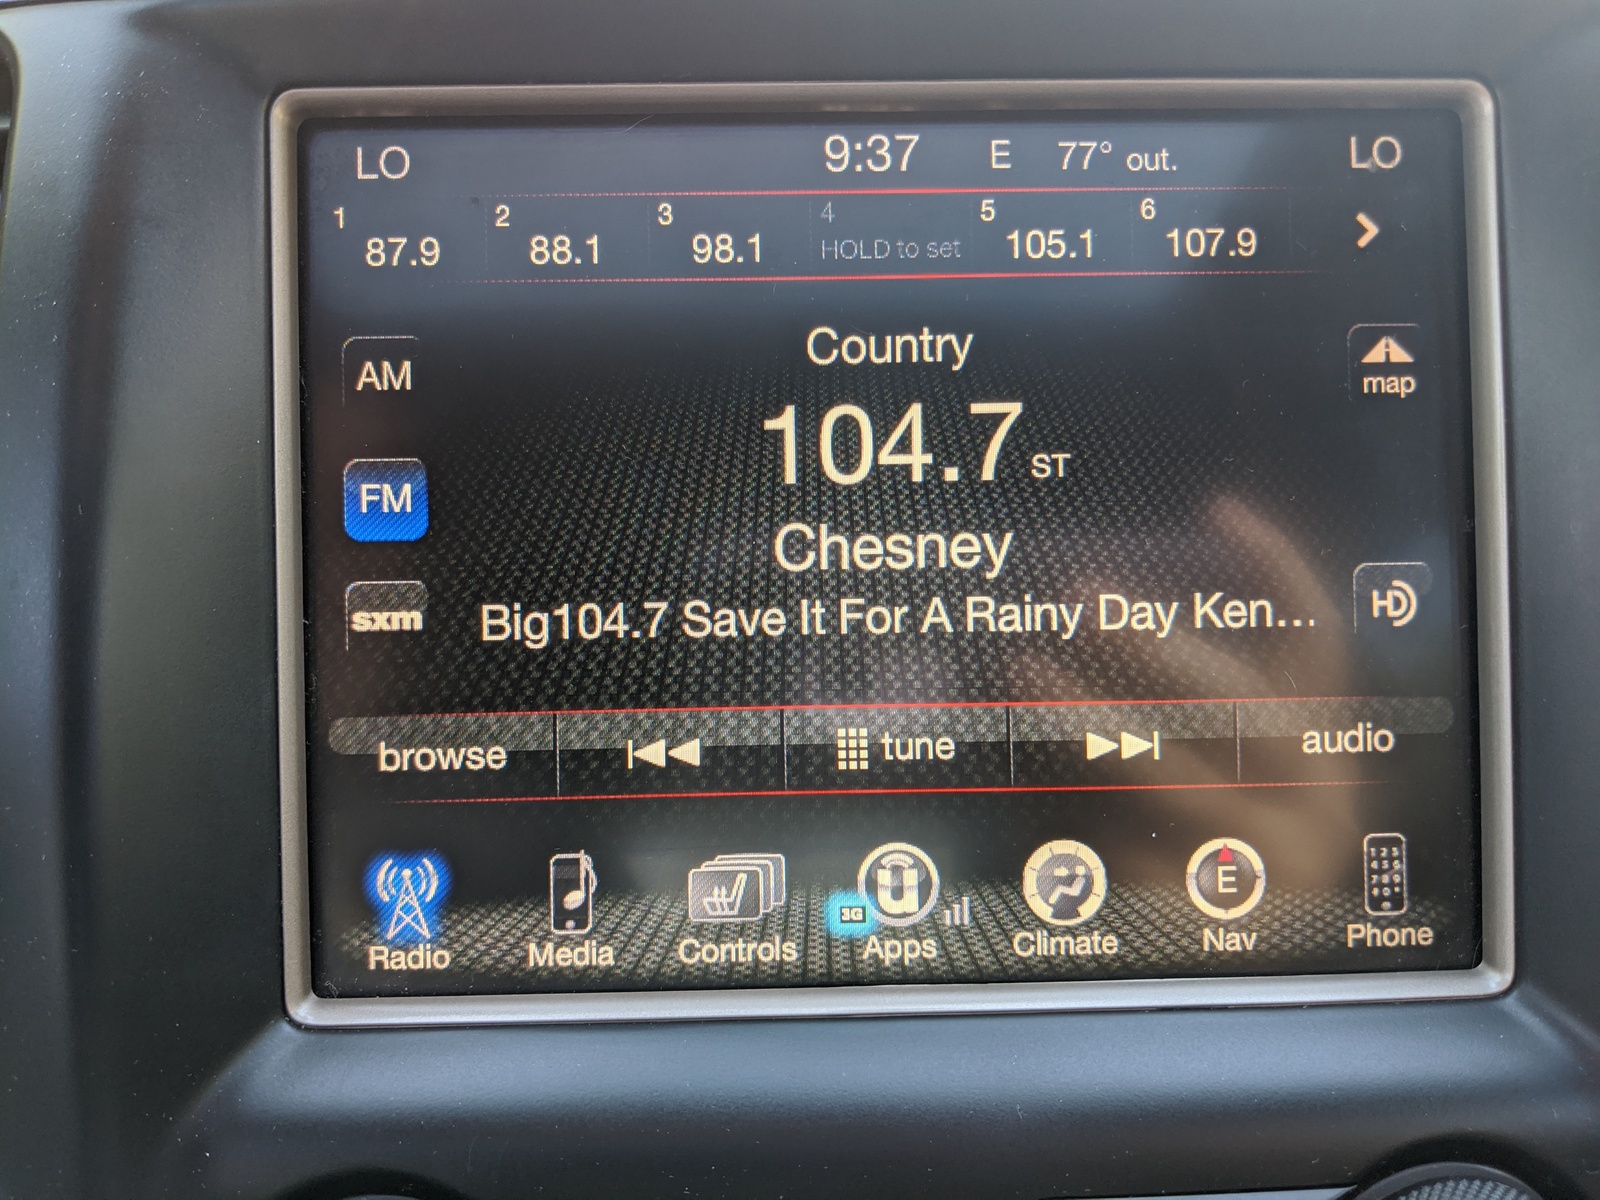 LO 9:37 E 77° out. LO
1 2 3 4 5 6
87.9 88.1 98.1 HOLD to set 105.1 107.9
Country
AM
map
104.7 ST
FM
Chesney
sxm
Big104.7 Save It For A Rainy Day Ken...
HD
browse tune audio
3G
E
Radio Media Controls Apps Climate Nav Phone